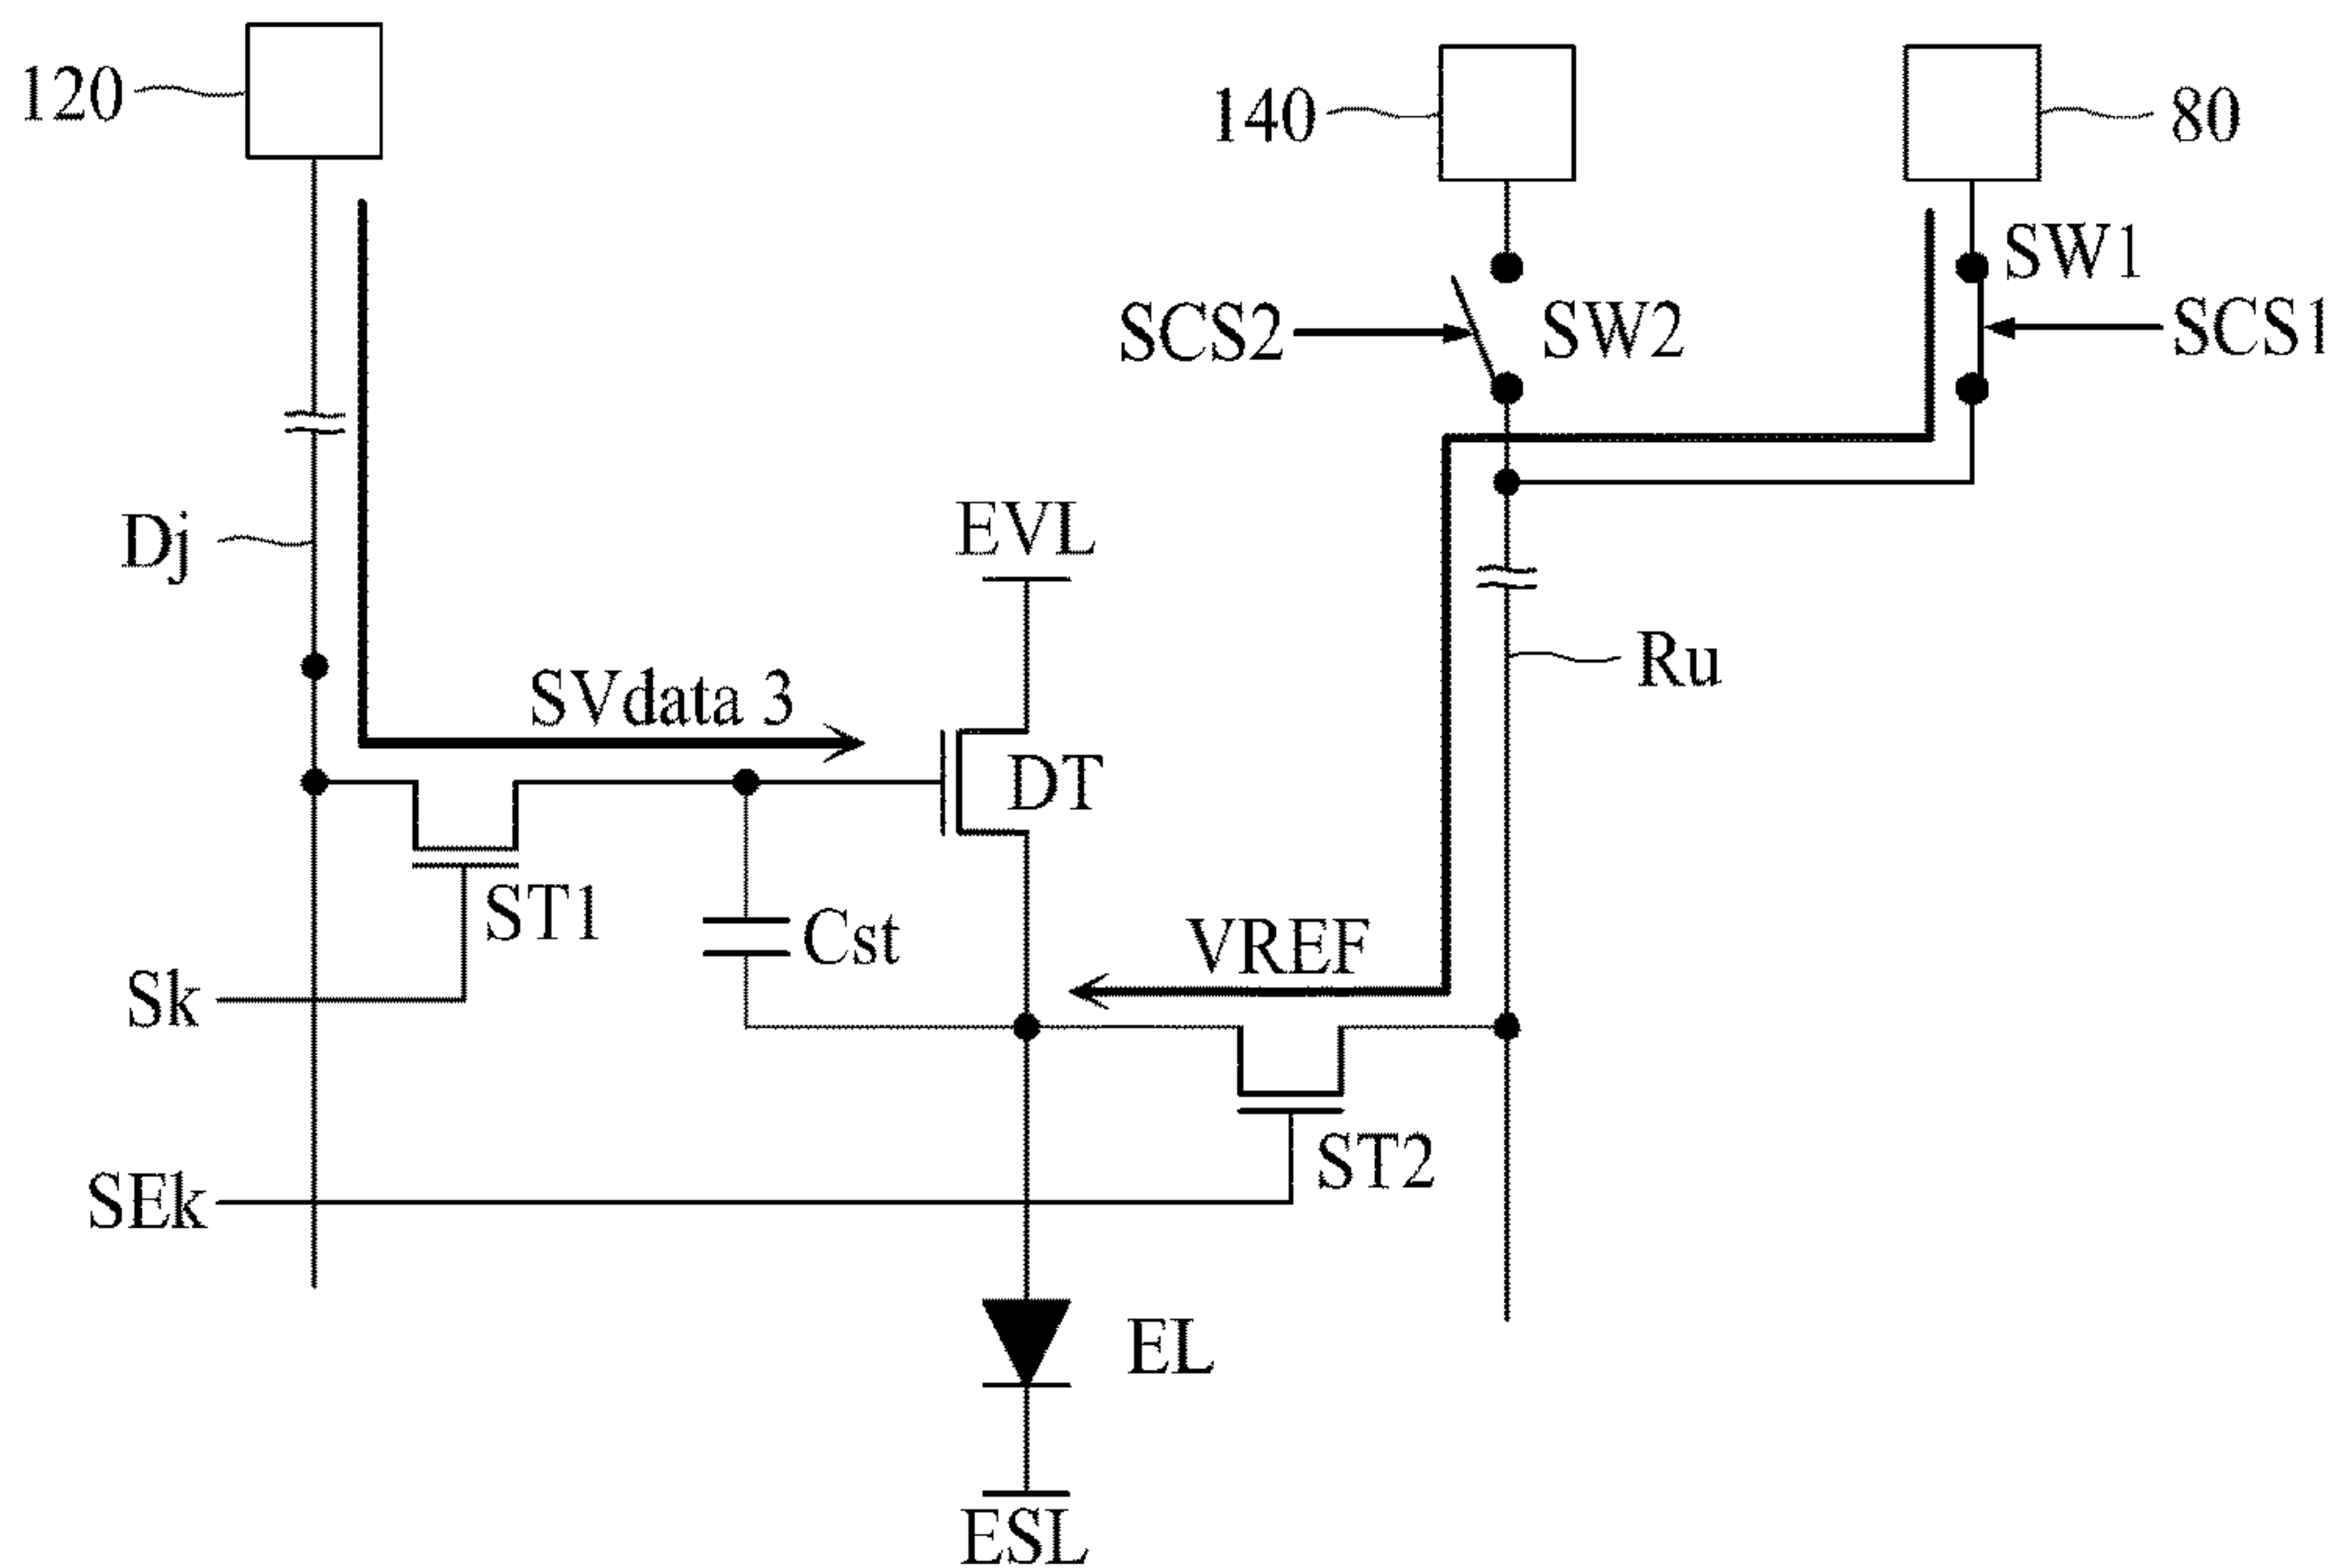 120
140
80
SW1
SCS2
SW2
SCS1
Dj
EVL
Ru
SVdata 3
DT
ST1
Cst
VREF
Sk
ST2
SEk
EL
ESL